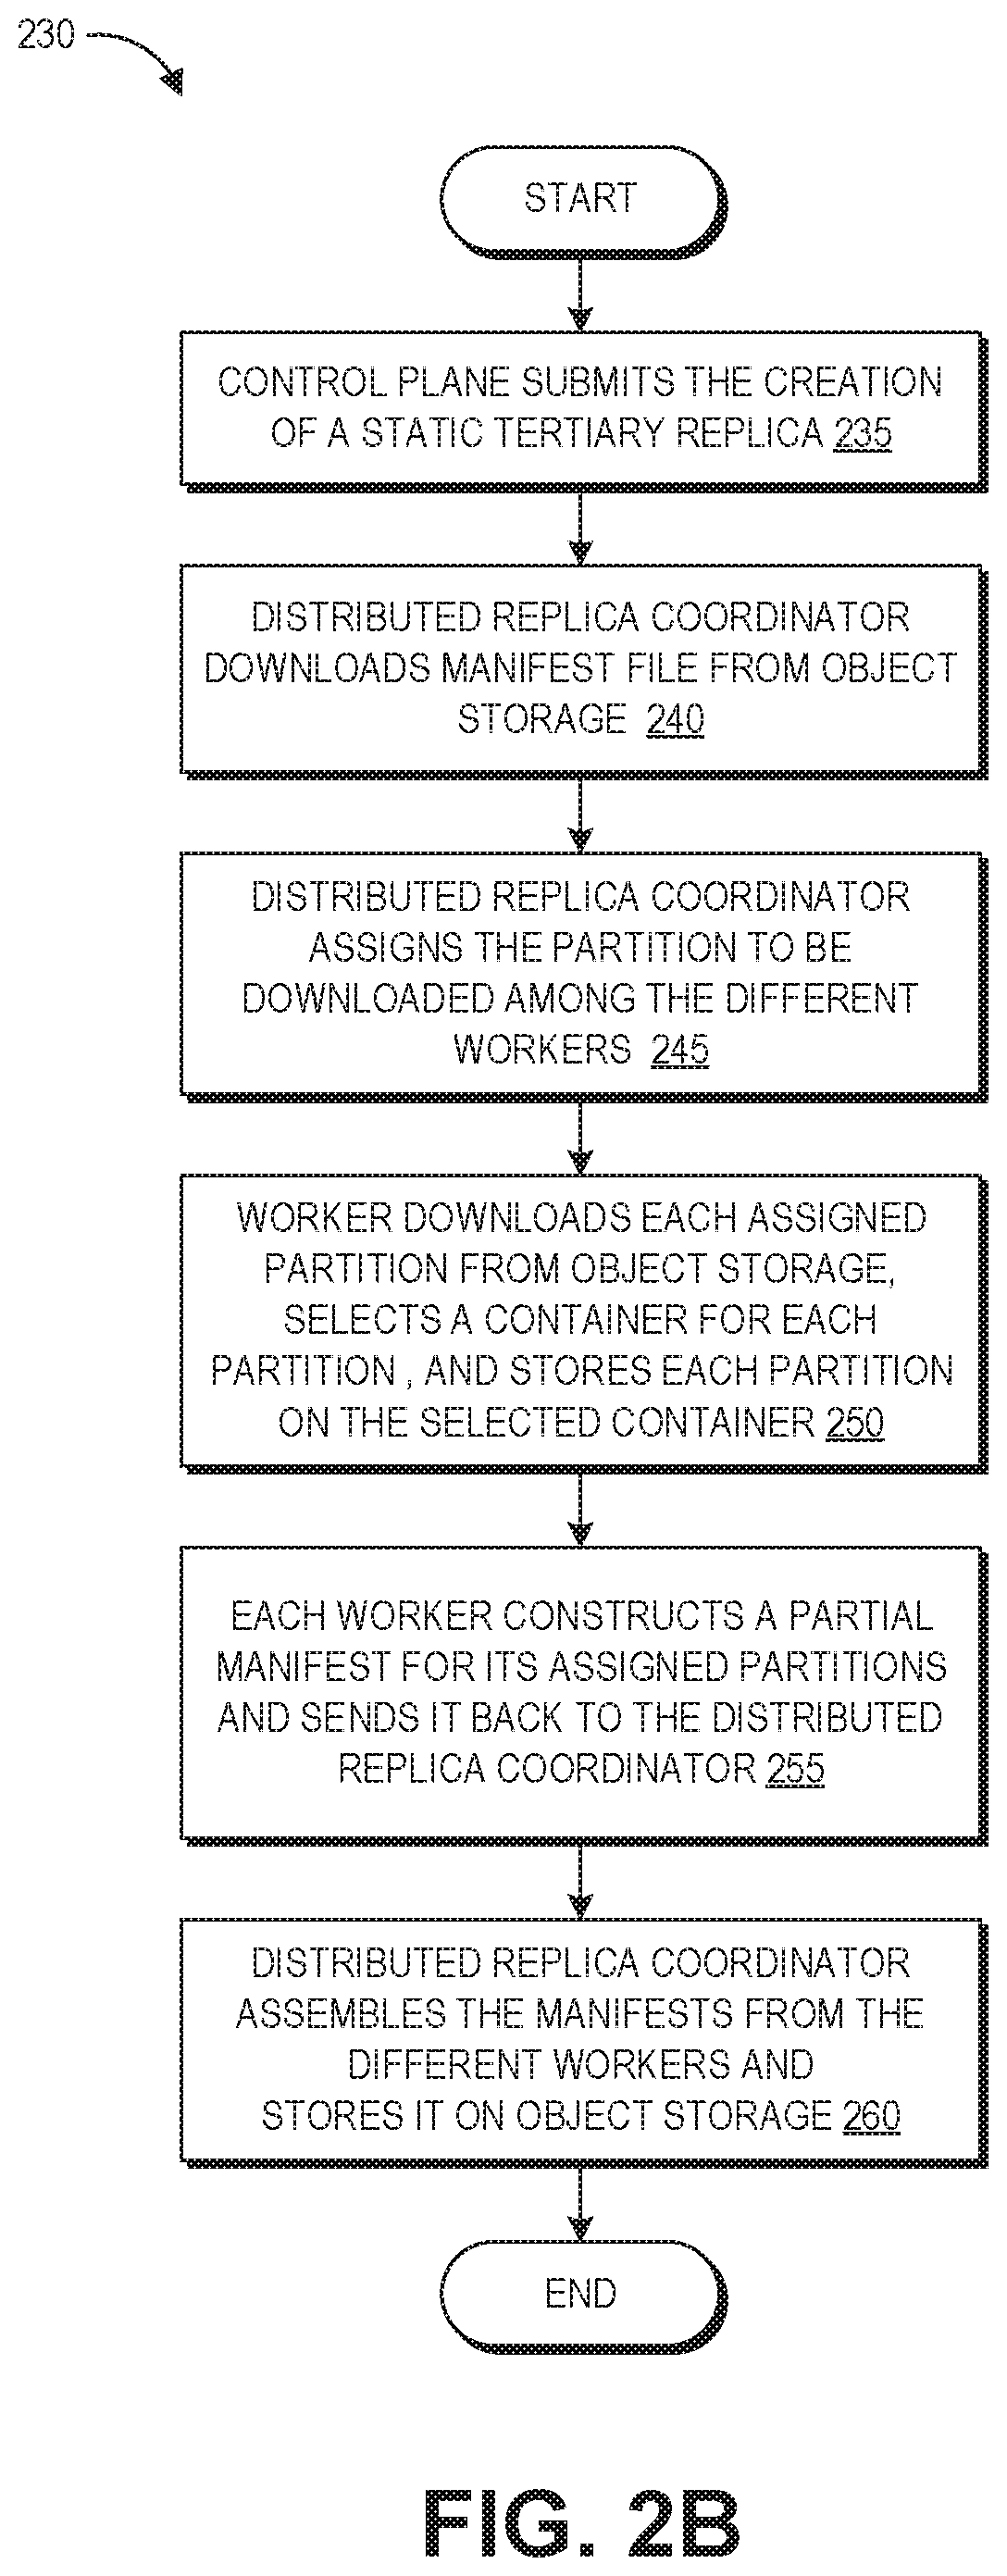 230
START
CONTROL PLANE SUBMITS THE CREATION
OF A STATIC TERTIARY REPLICA 235
DISTRIBUTED REPLICA COORDINATOR
DOWNLOADS MANIFEST FILE FROM OBJECT
STORAGE 240
DISTRIBUTED REPLICA COORDINATOR
ASSIGNS THE PARTITION TO BE
DOWNLOADED AMONG THE DIFFERENT
WORKERS 245
WORKER DOWNLOADS EACH ASSIGNED
PARTITION FROM OBJECT STORAGE,
SELECTS A CONTAINER FOR EACH
PARTITION , AND STORES EACH PARTITION
ON THE SELECTED CONTAINER 250
EACH WORKER CONSTRUCTS A PARTIAL
MANIFEST FOR ITS ASSIGNED PARTITIONS
AND SENDS IT BACK TO THE DISTRIBUTED
REPLICA COORDINATOR 255
DISTRIBUTED REPLICA COORDINATOR
ASSEMBLES THE MANIFESTS FROM THE
DIFFERENT WORKERS AND
STORES IT ON OBJECT STORAGE 260
END
FIG. 2B